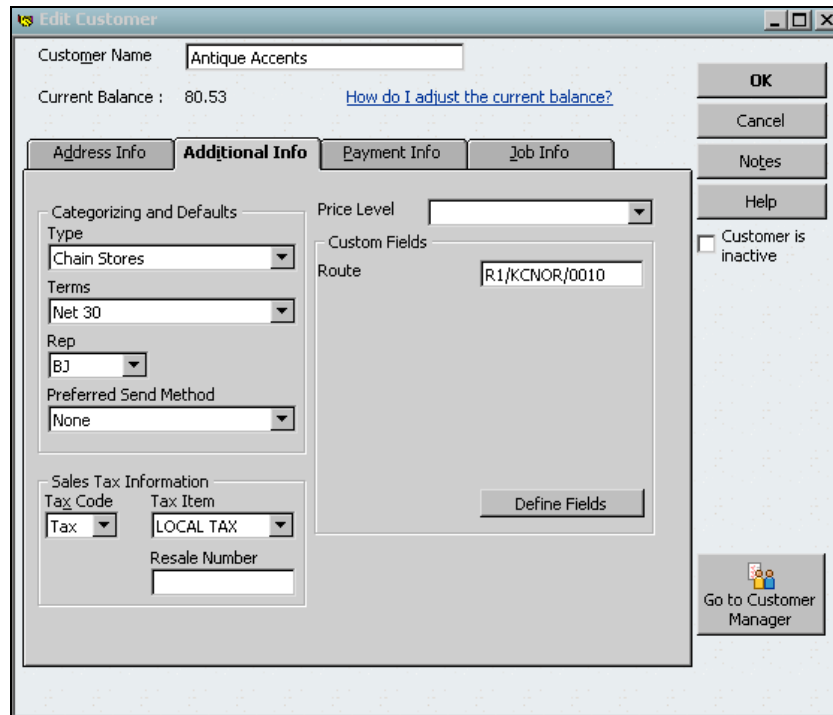 Edit Customer
Customer Name Antique Accents
Current Balance : 80.53 How do I adjust the current balance?
OK
Cancel
Notes
Help
Customer is
inactive
Address Info Additional Info Payment Info Job Info
Categorizing and Defaults
Type
Chain Stores
Terms
Net 30
Rep
BJ
Preferred Send Method
None
Sales Tax Information
Tax Code Tax Item
Tax LOCAL TAX
Resale Number
Price Level
Custom Fields
Route R1/KCNOR/0010
Define Fields
Go to Customer
Manager